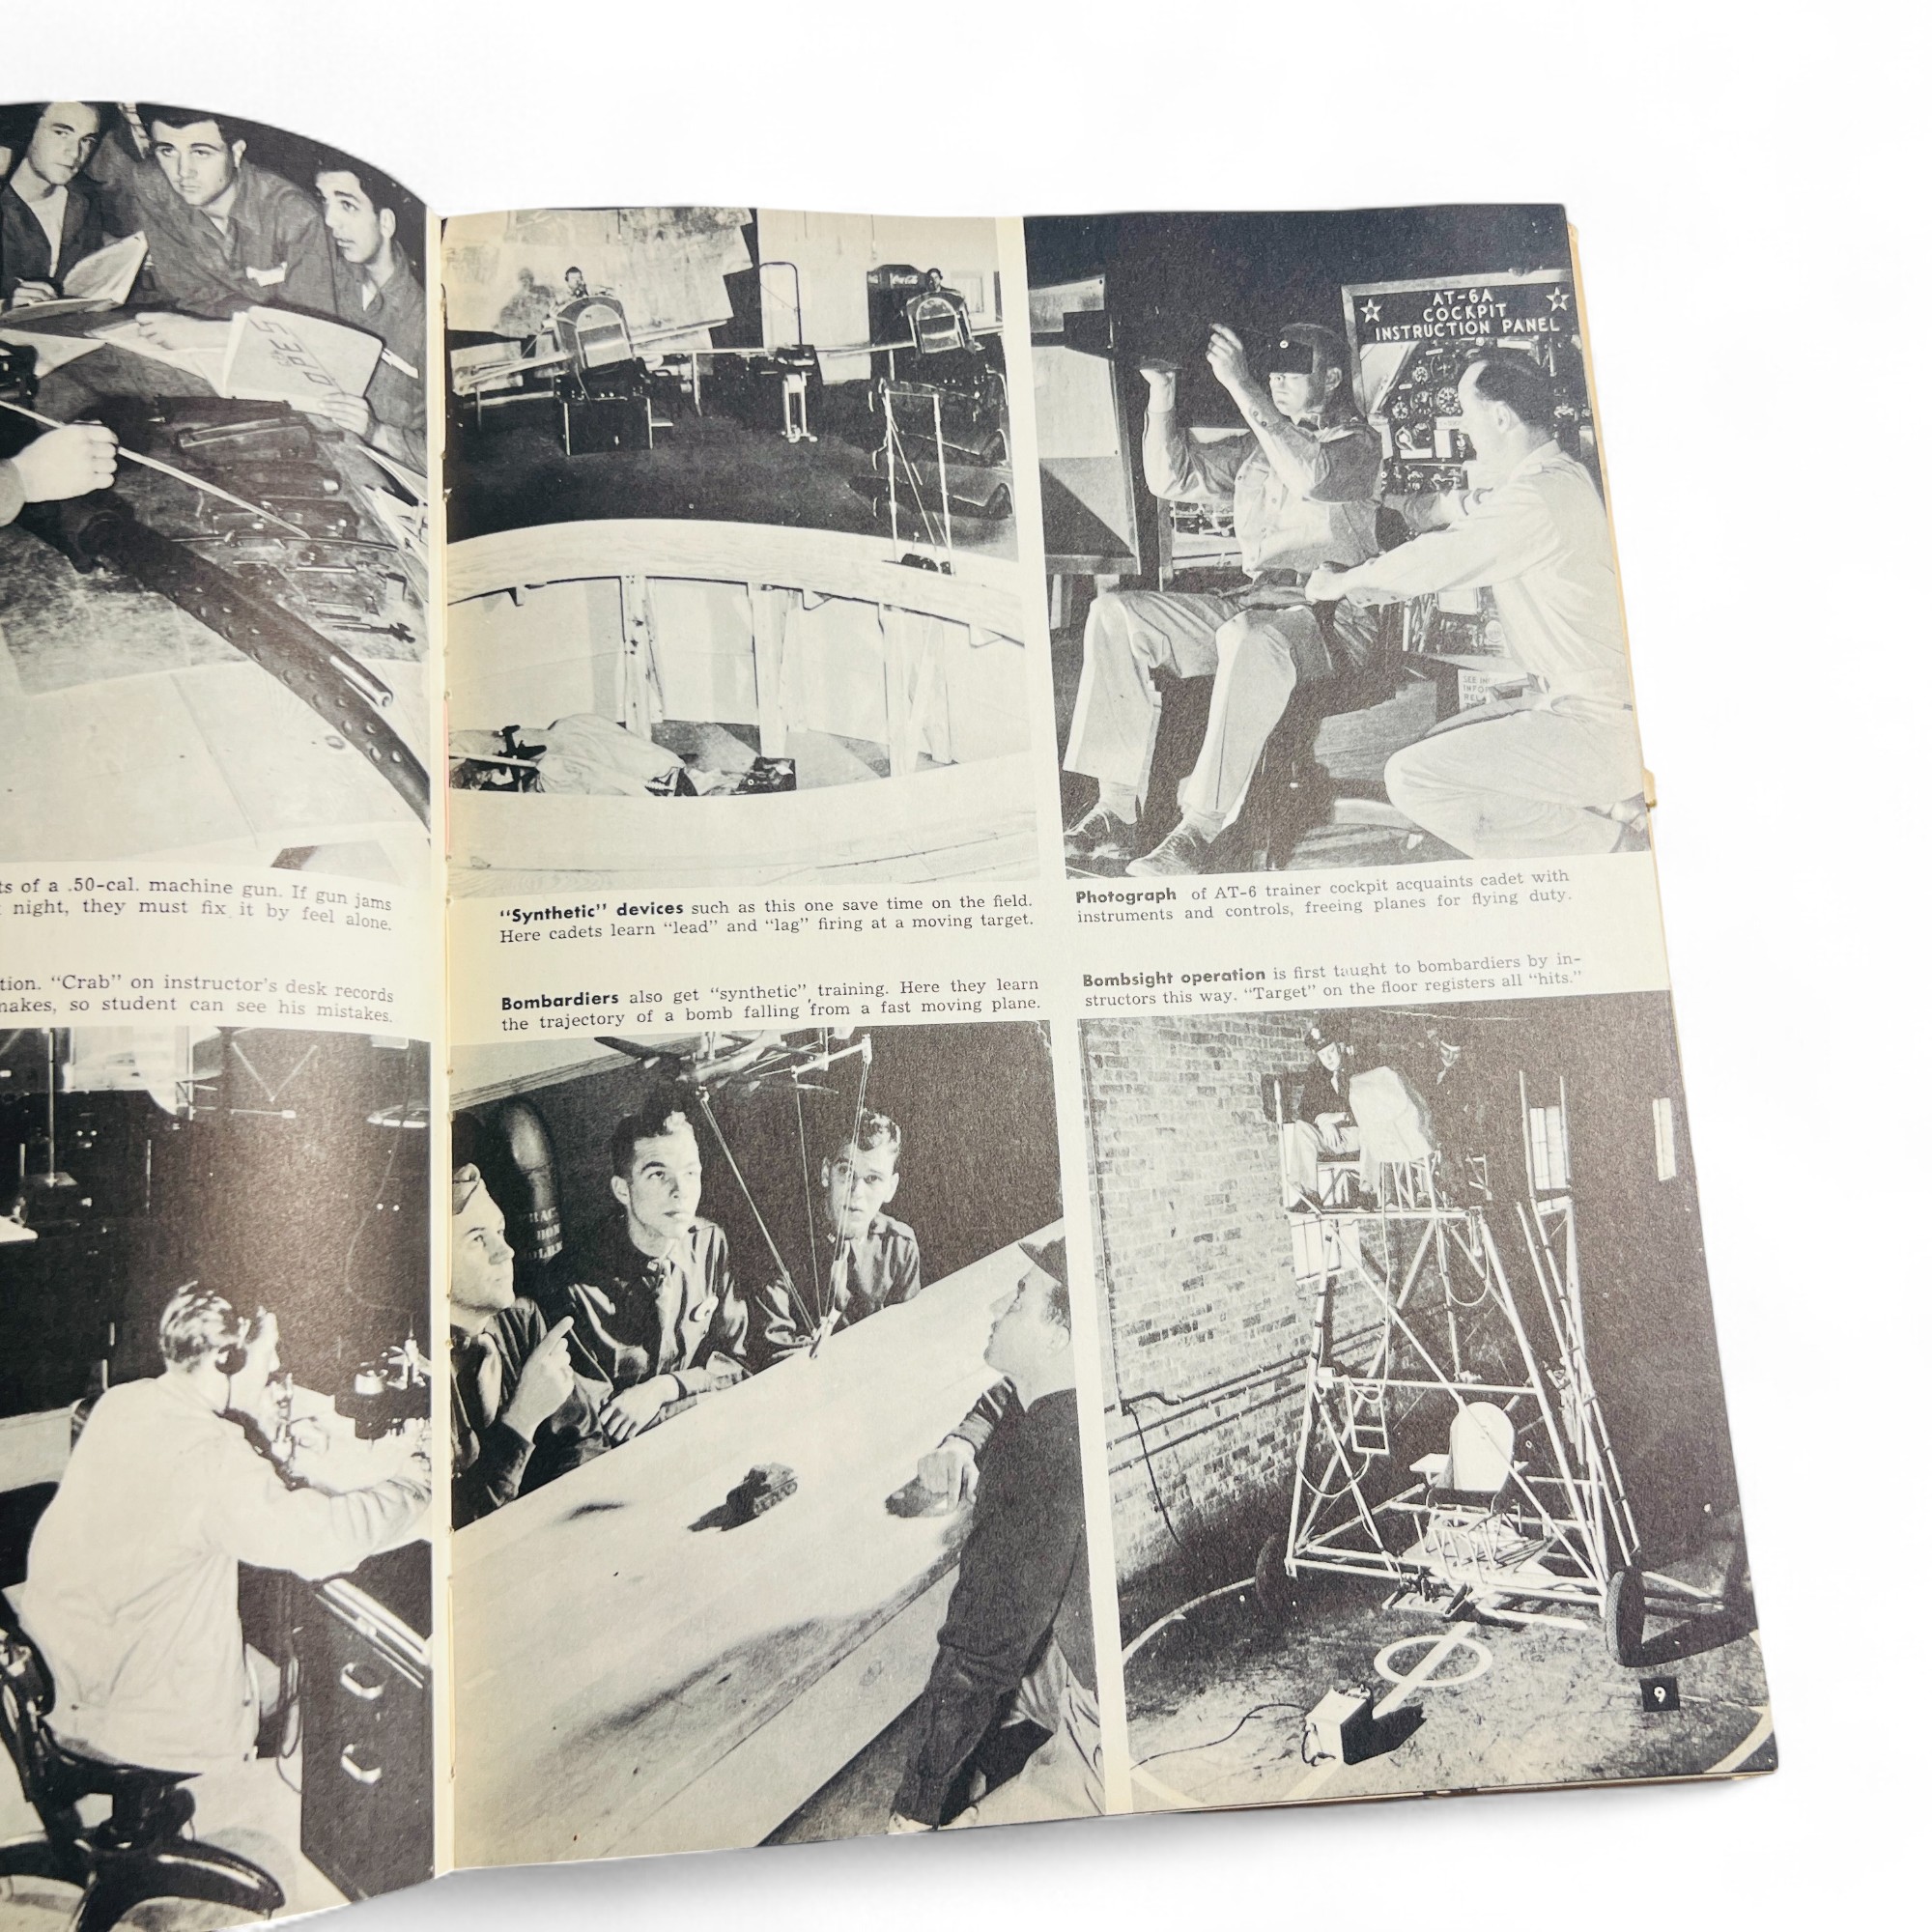 ts of a .50-cal. machine gun. If gun jams
night, they must fix it by feel alone.
tion. "Crab" on instructor's desk records
makes, so student can see his mistakes.
Coca-Cola
AT-6A
COCKPIT
INSTRUCTION PANEL
"Synthetic" devices such as this one save time on the field.
Here cadets learn "lead" and "lag" firing at a moving target.
Photograph of AT-6 trainer cockpit acquaints cadet with
instruments and controls, freeing planes for flying duty.
Bombardiers also get "synthetic" training. Here they learn
the trajectory of a bomb falling from a fast moving plane.
Bombsight operation is first taught to bombardiers by in-
structors this way. "Target" on the floor registers all "hits."
9